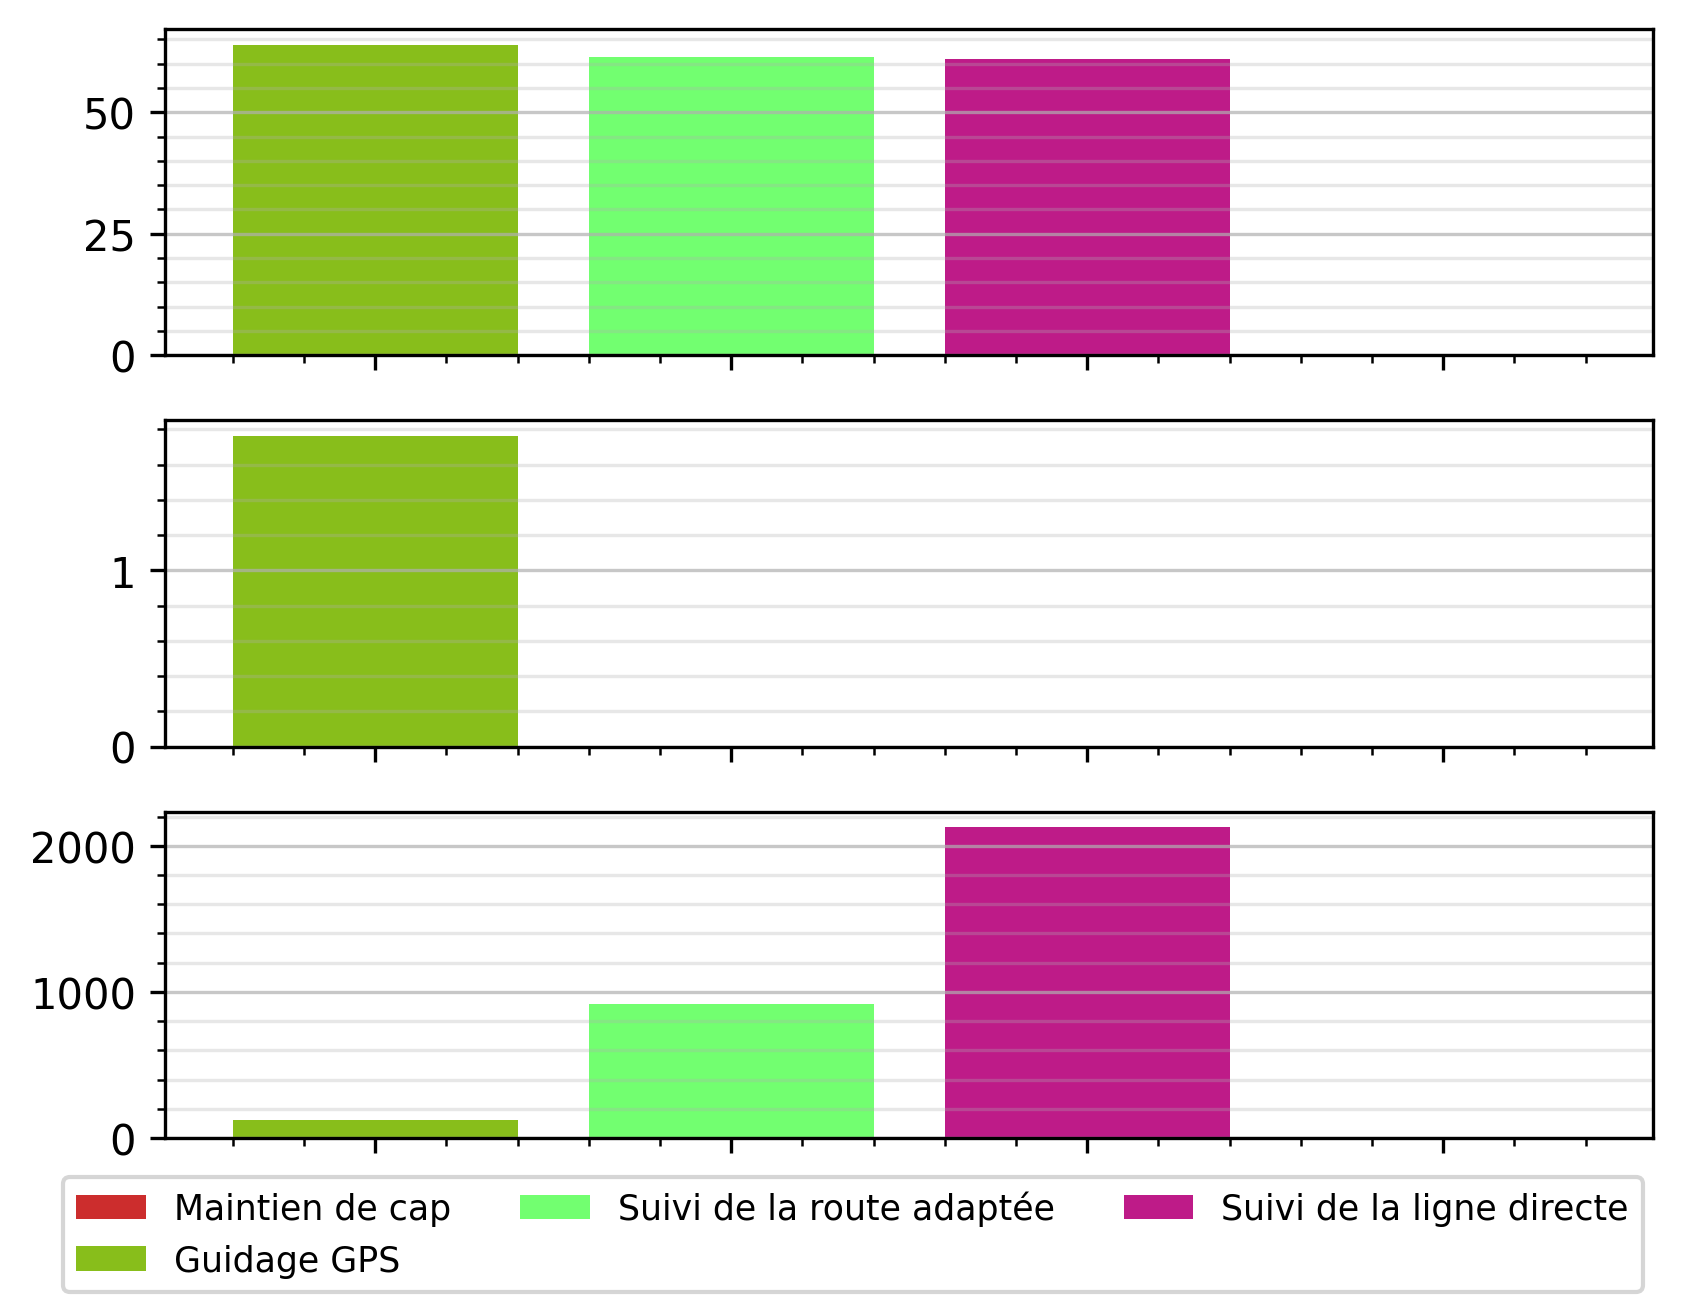 50
25
0
1
0
2000
1000
0
Maintien de cap
Suivi de la route adaptée
Suivi de la ligne directe
Guidage GPS